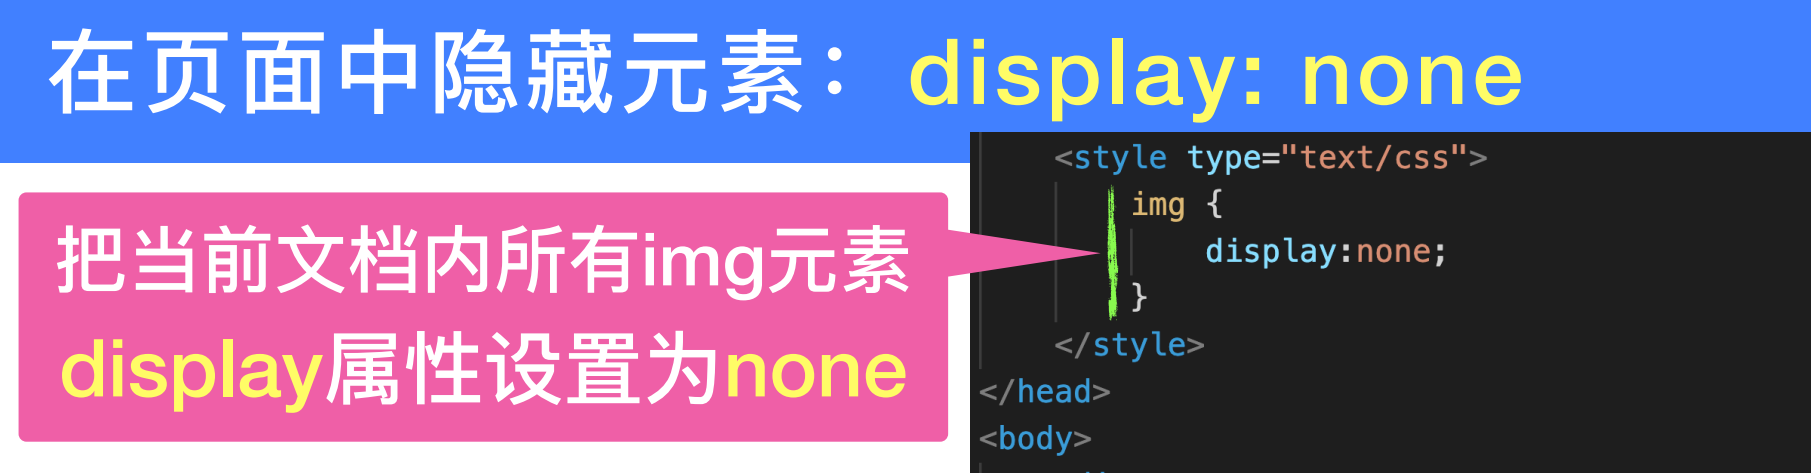 在页面中隐藏元素：display: none
把当前文档内所有img元素
display属性设置为none
<style type="text/css">
img {
display:none;
}
</style>
</head>
<body>